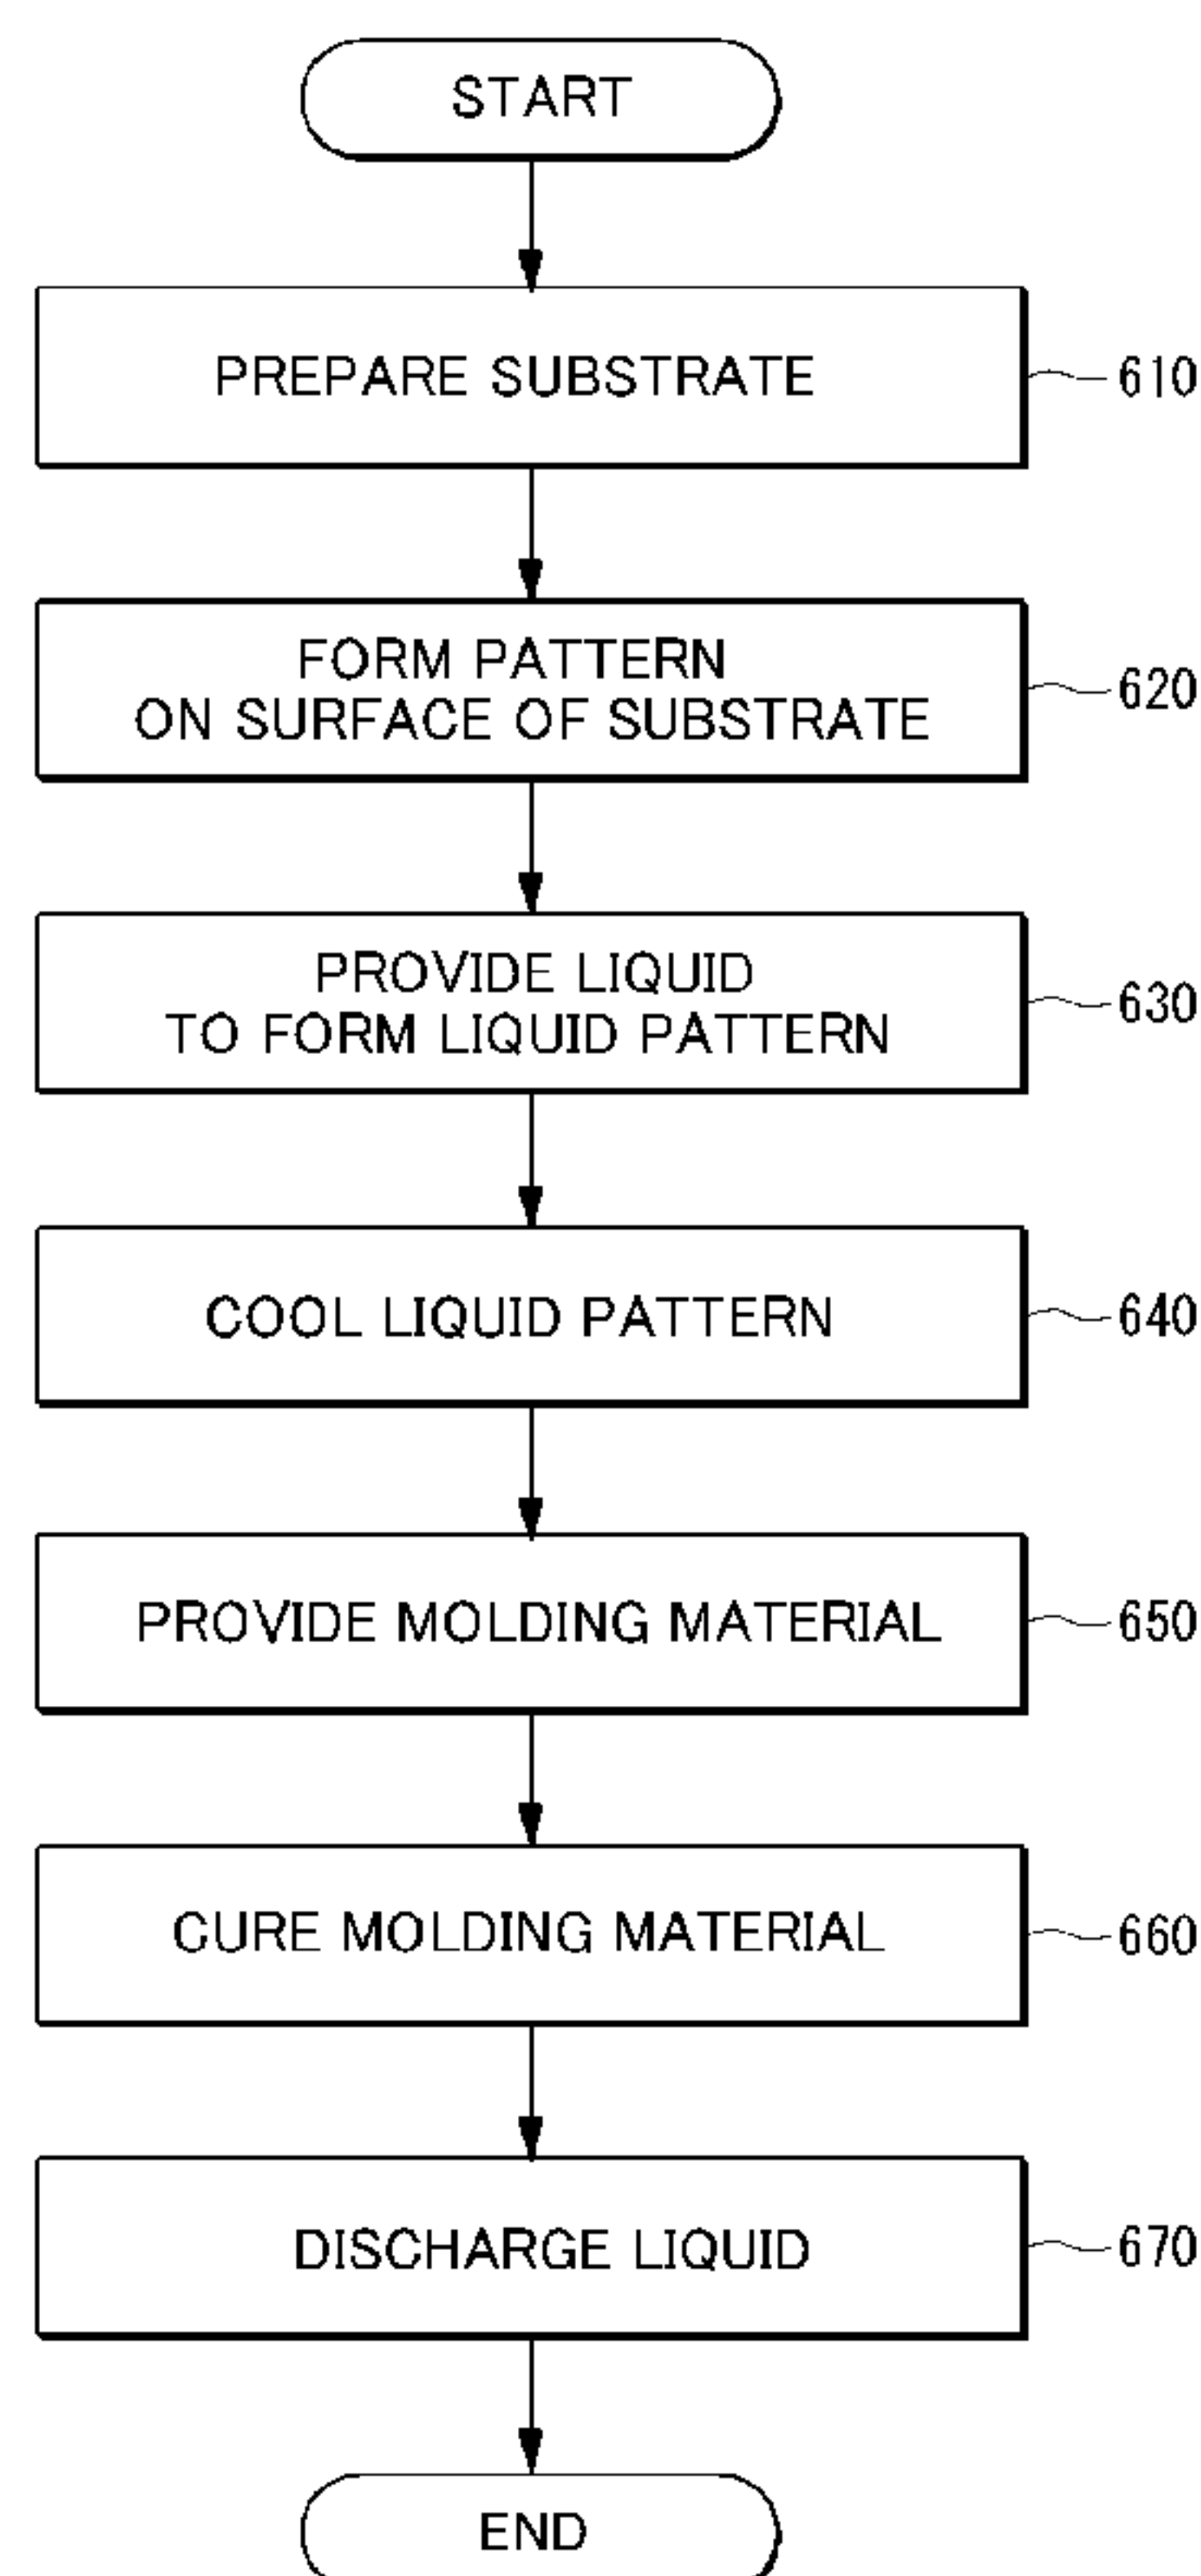 START
PREPARE SUBSTRATE
610
FORM PATTERN
ON SURFACE OF SUBSTRATE
620
PROVIDE LIQUID
TO FORM LIQUID PATTERN
630
COOL LIQUID PATTERN
640
PROVIDE MOLDING MATERIAL
650
CURE MOLDING MATERIAL
660
DISCHARGE LIQUID
670
END